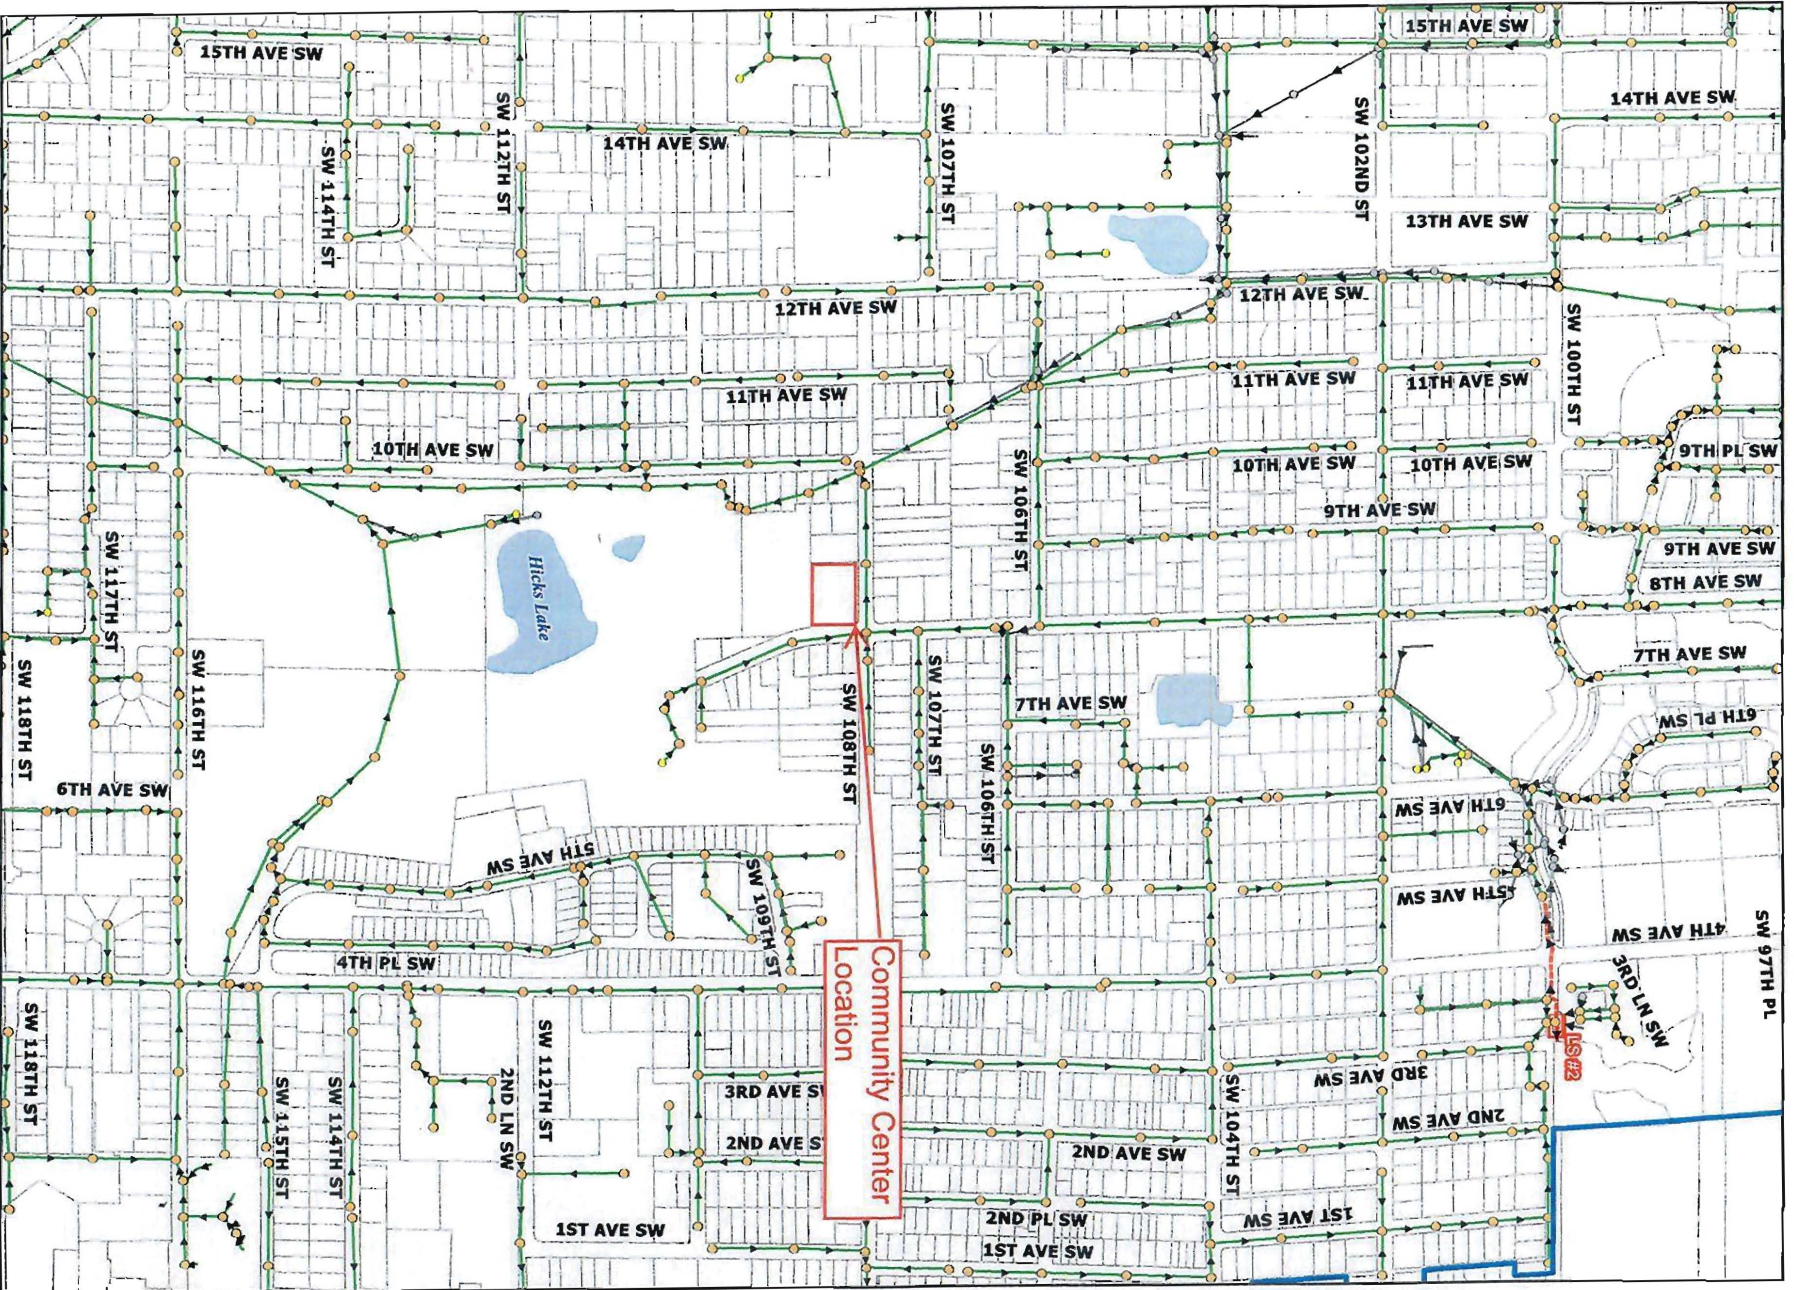 15TH AVE SW
15TH AVE SW
14TH AVE SW
SW 112TH ST
SW 107TH ST
SW 102ND ST
14TH AVE SW
SW 114TH ST
13TH AVE SW
12TH AVE SW
12TH AVE SW
SW 100TH ST
11TH AVE SW
11TH AVE SW
11TH AVE SW
10TH AVE SW
SW 106TH ST
10TH AVE SW
10TH AVE SW
9TH PL SW
9TH AVE SW
9TH AVE SW
8TH AVE SW
SW 117TH ST
Hicks Lake
7TH AVE SW
SW 118TH ST
SW 116TH ST
SW 108TH ST
SW 107TH ST
7TH AVE SW
6TH PL SW
SW 106TH ST
6TH AVE SW
6TH AVE SW
5TH AVE SW
SW 109TH ST
5TH AVE SW
4TH AVE SW
SW 97TH PL
4TH PL SW
Community Center
Location
3RD LN SW
LS #2
SW 118TH ST
SW 115TH ST
SW 114TH ST
2ND LN SW
SW 112TH ST
3RD AVE S
SW 104TH ST
3RD AVE SW
2ND AVE S
2ND AVE SW
2ND AVE SW
1ST AVE SW
2ND PL SW
1ST AVE SW
1ST AVE SW